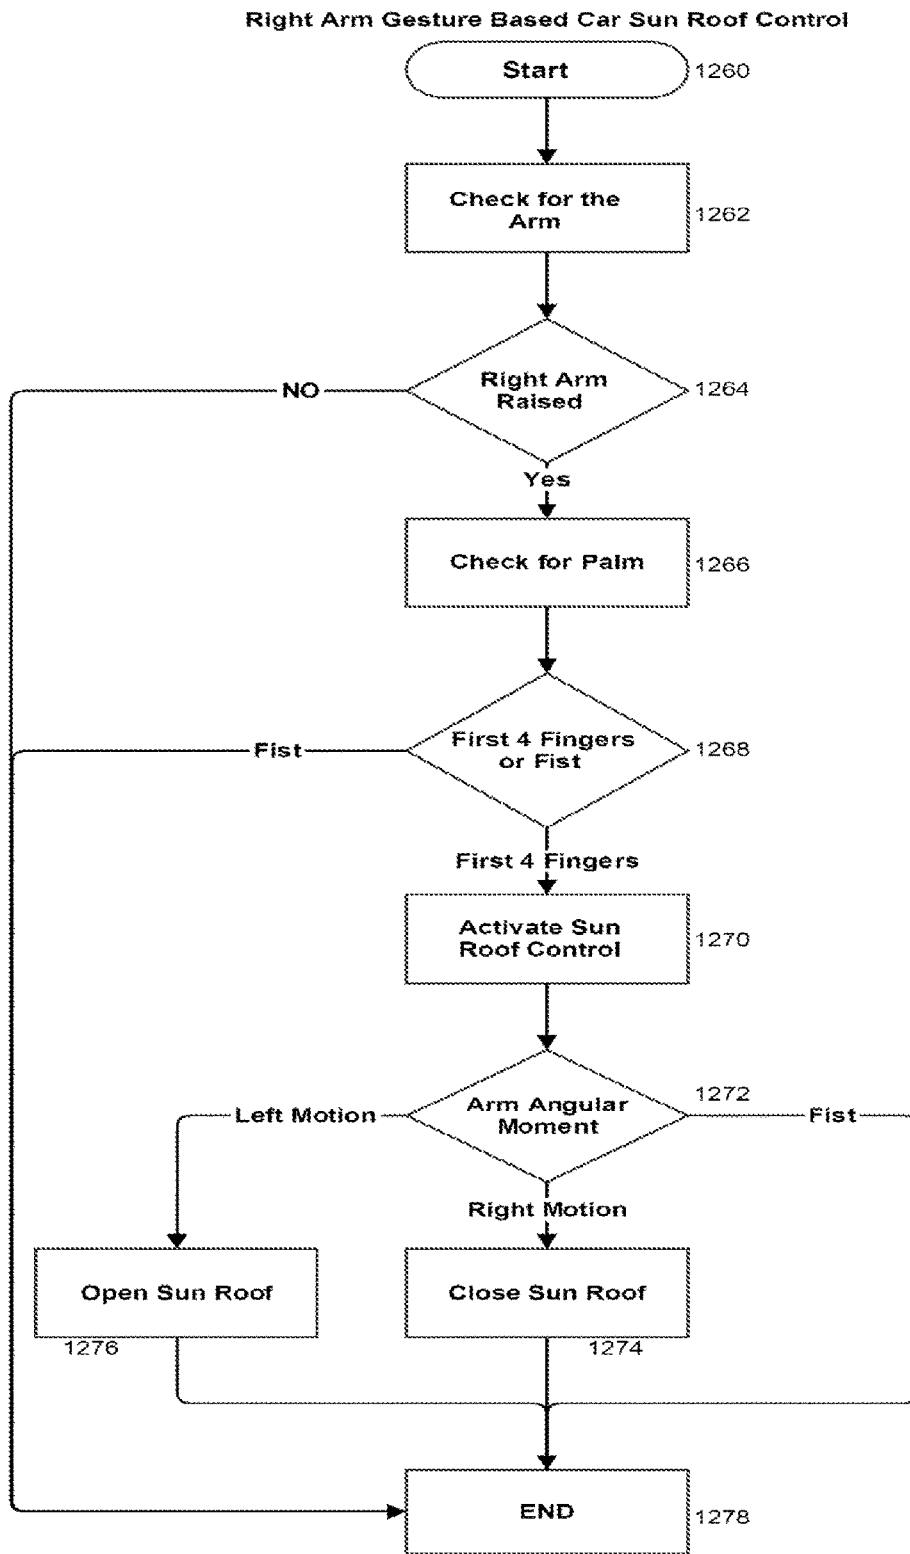 Right Arm Gesture Based Car Sun Roof Control
Start
1260
Check for the
Arm
1262
Right Arm
Raised
1264
NO
Yes
Check for Palm
1266
First 4 Fingers
or Fist
1268
Fist
First 4 Fingers
Activate Sun
Roof Control
1270
Arm Angular
Moment
1272
Left Motion
Fist
Right Motion
Open Sun Roof
1276
Close Sun Roof
1274
END
1278